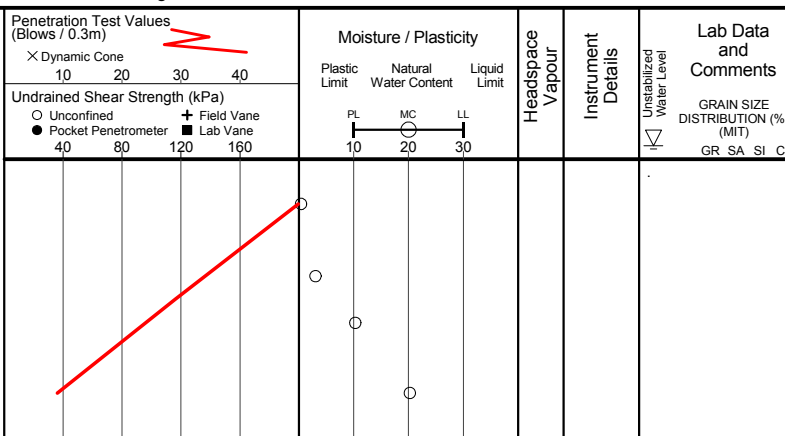 Penetration Test Values
(Blows / 0.3m)
× Dynamic Cone
10 20 30 40
Undrained Shear Strength (kPa)
○ Unconfined + Field Vane
● Pocket Penetrometer ■ Lab Vane
40 80 120 160
Moisture / Plasticity
Plastic Limit
Natural Water Content
Liquid Limit
PL MC LL
10 20 30
Headspace
Vapour
Instrument
Details
Unstabilized
Water Level
Lab Data
and
Comments
GRAIN SIZE
DISTRIBUTION (%
(MIT)
GR SA SI C